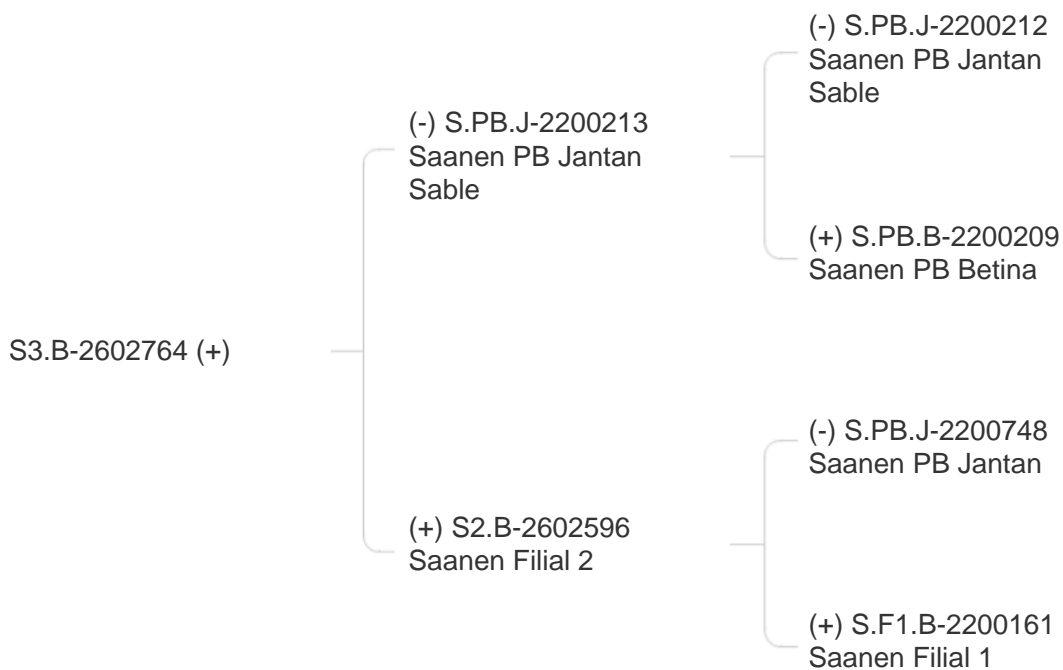 (-) S.PB.J-2200212
Saanen PB Jantan
Sable
(-) S.PB.J-2200213
Saanen PB Jantan
Sable
(+) S.PB.B-2200209
Saanen PB Betina
S3.B-2602764 (+)
(-) S.PB.J-2200748
Saanen PB Jantan
(+) S2.B-2602596
Saanen Filial 2
(+) S.F1.B-2200161
Saanen Filial 1